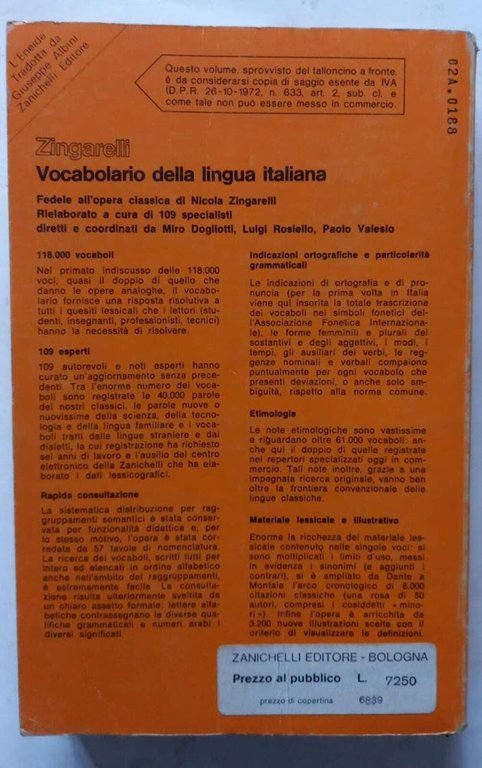 L'Eneide
Tradotta da
Giuseppe Albini
Zanichelli Editore
Questo volume, sprovvisto del talloncino a fronte,
è da considerarsi copia di saggio esente da IVA
(D.P.R. 26-10-1972, n. 633, art. 2, sub. c), e
come tale non può essere messo in commercio.
02A.0188
Zingarelli
Vocabolario della lingua italiana
Fedele all'opera classica di Nicola Zingarelli
Rielaborato a cura di 109 specialisti
diretti e coordinati da Miro Dogliotti, Luigi Rosiello, Paolo Valesio
118.000 vocaboli
Nel primato indiscusso delle 118.000
voci, quasi il doppio di quello che
danno le opere analoghe, il vocabo-
lario fornisce una risposta risolutiva a
tutti i quesiti lessicali che i lettori (stu-
denti, insegnanti, professionisti, tecnici)
hanno la necessità di risolvere.
109 esperti
109 autorevoli e noti esperti hanno
curato un'aggiornamento senza prece-
denti. Tra l'enorme numero dei voca-
boli sono registrate le 40.000 parole
dei nostri classici, le parole nuove o
nuovissime della scienza, della tecno-
logia e della lingua familiare e i voca-
boli tratti dalle lingue straniere e dai
dialetti, la cui registrazione ha richiesto
sei anni di lavoro e l'ausilio del centro
elettronico della Zanichelli che ha ela-
borato i dati lessicografici.
Rapida consultazione
La sistematica distribuzione per rag-
gruppamenti semantici è stata conser-
vata per funzionalità didattica e, per
lo stesso motivo, l'opera è stata cor-
redata da 57 tavole di nomenclatura.
La ricerca dei vocaboli, scritti tutti per
intero ed elencati in ordine alfabetico
anche nell'ambito dei raggruppamenti,
è estremamente facile. La consulta-
zione risulta ulteriormente sveltita da
un chiaro assetto formale: lettere alfa-
betiche contrassegnano le diverse qua-
lifiche grammaticali e numeri arabi i
diversi significati.
Indicazioni ortografiche e particolarità
grammaticali
Le indicazioni di ortografia e di pro-
nuncia (per la prima volta in Italia
viene qui inserita la totale trascrizione
dei vocaboli nei simboli fonetici del-
l'Associazione Fonetica Internaziona-
le), le forme femminili e plurali dei
sostantivi e degli aggettivi, i modi, i
tempi, gli ausiliari dei verbi, le reg-
genze nominali e verbali compaiono
puntualmente per ogni vocabolo che
presenti deviazioni, o anche solo am-
biguità, rispetto alla norma comune.
Etimologia
Le note etimologiche sono vastissime
e riguardano oltre 61.000 vocaboli: an-
che qui il doppio di quelle registrate
nei repertori specializzati oggi in com-
mercio. Tali note inoltre, grazie a una
impegnata ricerca originale, vanno ben
oltre la frontiera convenzionale delle
lingue classiche.
Materiale lessicale e illustrativo
Enorme la ricchezza del materiale les-
sicale contenuto nelle singole voci: si
sono moltiplicati i limiti d'uso, messi
in evidenza i sinonimi (e aggiunti i
contrari), si è ampliato da Dante a
Montale l'arco cronologico di 6.000
citazioni classiche (una rosa di 50
autori, compresi i cosiddetti «mino-
ri»). Infine l'opera è arricchita da
3.200 nuove illustrazioni scelte con il
criterio di visualizzare le definizioni.
ZANICHELLI EDITORE - BOLOGNA
Prezzo al pubblico L. 7250
prezzo di copertina 6839